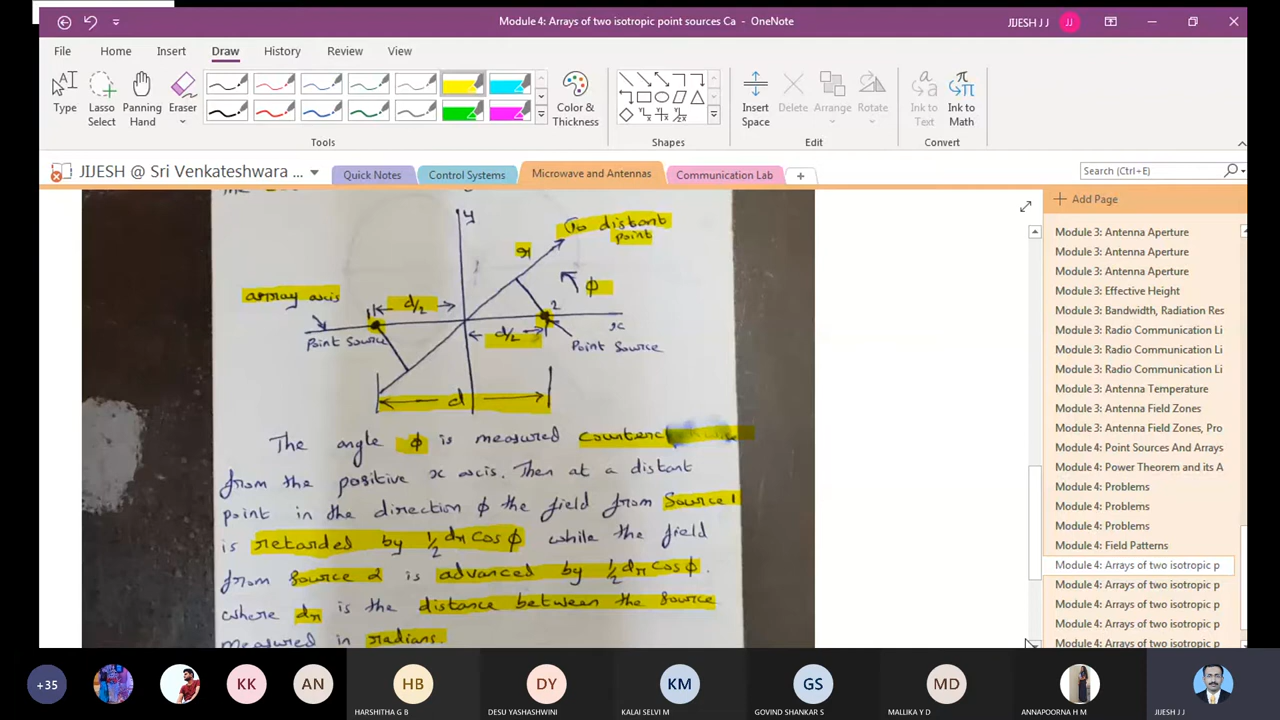 Module 4: Arrays of two isotropic point sources Ca - OneNote
JIJESH J J
JJ
File Home Insert Draw History Review View
Type
Lasso Select
Panning Hand
Eraser
Color & Thickness
Insert Space
Delete
Arrange
Rotate
Ink to Text
Ink to Math
Tools
Shapes
Edit
Convert
JIJESH @ Sri Venkateshwara ...
Quick Notes
Control Systems
Microwave and Antennas
Communication Lab
Search (Ctrl+E)
Add Page
Module 3: Antenna Aperture
Module 3: Antenna Aperture
Module 3: Antenna Aperture
Module 3: Effective Height
Module 3: Bandwidth, Radiation Res
Module 3: Radio Communication Li
Module 3: Radio Communication Li
Module 3: Radio Communication Li
Module 3: Antenna Temperature
Module 3: Antenna Field Zones
Module 3: Antenna Field Zones, Pro
Module 4: Point Sources And Arrays
Module 4: Power Theorem and its A
Module 4: Problems
Module 4: Problems
Module 4: Problems
Module 4: Field Patterns
Module 4: Arrays of two isotropic p
Module 4: Arrays of two isotropic p
Module 4: Arrays of two isotropic p
Module 4: Arrays of two isotropic p
Module 4: Arrays of two isotropic p
y
To distant
point
r
φ
array axis
d/2
1
2
x
Point Source
d/2
Point Source
d
The angle φ is measured
from the positive x axis. Then at a distant
point in the direction φ the field from Source 1
is retarded by ½ dr cos φ while the field
from source 2 is advanced by ½ dr cos φ.
where dr is the distance between the source
measured in radians.
+35
KK
AN
HB
DY
KM
GS
MD
HARSHITHA G B
DESU YASHASHWINI
KALAI SELVI M
GOVIND SHANKAR S
MALLIKA Y D
ANNAPOORNA H M
JIJESH J J